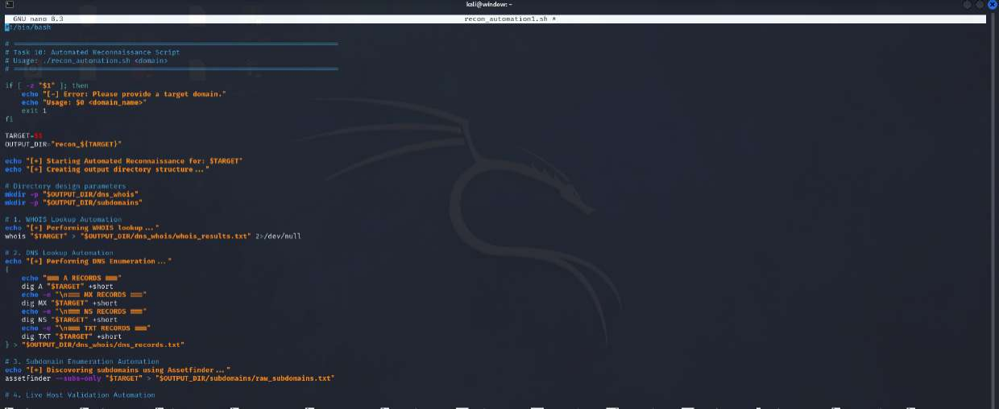 kali@window: ~
GNU nano 8.3 recon_automation1.sh *
#!/bin/bash
# ==============================================================================
# Task 10: Automated Reconnaissance Script
# Usage: ./recon_automation.sh <domain>
# ==============================================================================
if [ -z "$1" ]; then
    echo "[-] Error: Please provide a target domain."
    echo "Usage: $0 <domain_name>"
    exit 1
fi
TARGET=$1
OUTPUT_DIR="recon_${TARGET}"
echo "[+] Starting Automated Reconnaissance for: $TARGET"
echo "[+] Creating output directory structure..."
# Directory design parameters
mkdir -p "$OUTPUT_DIR/dns_whois"
mkdir -p "$OUTPUT_DIR/subdomains"
# 1. WHOIS Lookup Automation
echo "[+] Performing WHOIS lookup..."
whois "$TARGET" > "$OUTPUT_DIR/dns_whois/whois_results.txt" 2>/dev/null
# 2. DNS Lookup Automation
echo "[+] Performing DNS Enumeration..."
{
    echo "=== A RECORDS ==="
    dig A "$TARGET" +short
    echo -e "\n=== MX RECORDS ==="
    dig MX "$TARGET" +short
    echo -e "\n=== NS RECORDS ==="
    dig NS "$TARGET" +short
    echo -e "\n=== TXT RECORDS ==="
    dig TXT "$TARGET" +short
} > "$OUTPUT_DIR/dns_whois/dns_records.txt"
# 3. Subdomain Enumeration Automation
echo "[+] Discovering subdomains using Assetfinder..."
assetfinder --subs-only "$TARGET" > "$OUTPUT_DIR/subdomains/raw_subdomains.txt"
# 4. Live Host Validation Automation